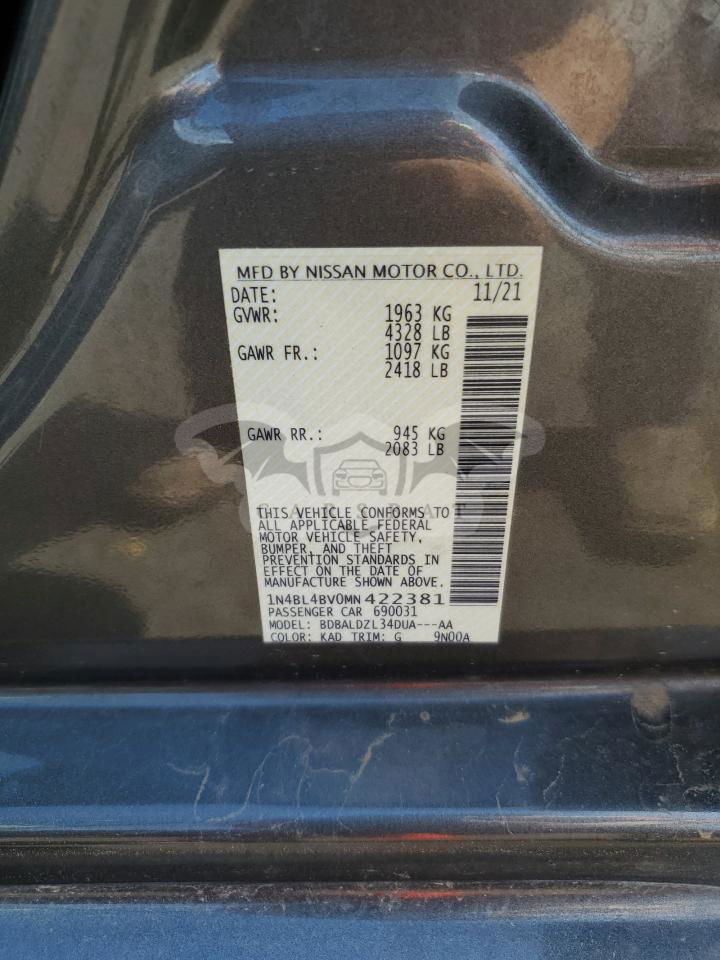 MFD BY NISSAN MOTOR CO., LTD.
DATE: 11/21
GVWR: 1963 KG
4328 LB
GAWR FR.: 1097 KG
2418 LB
GAWR RR.: 945 KG
2083 LB
THIS VEHICLE CONFORMS TO
ALL APPLICABLE FEDERAL
MOTOR VEHICLE SAFETY,
BUMPER, AND THEFT
PREVENTION STANDARDS IN
EFFECT ON THE DATE OF
MANUFACTURE SHOWN ABOVE.
1N4BL4BV0MN422381
PASSENGER CAR 690031
MODEL: BDBALDZL34DUA---AA
COLOR: KAD TRIM: G 9N00A